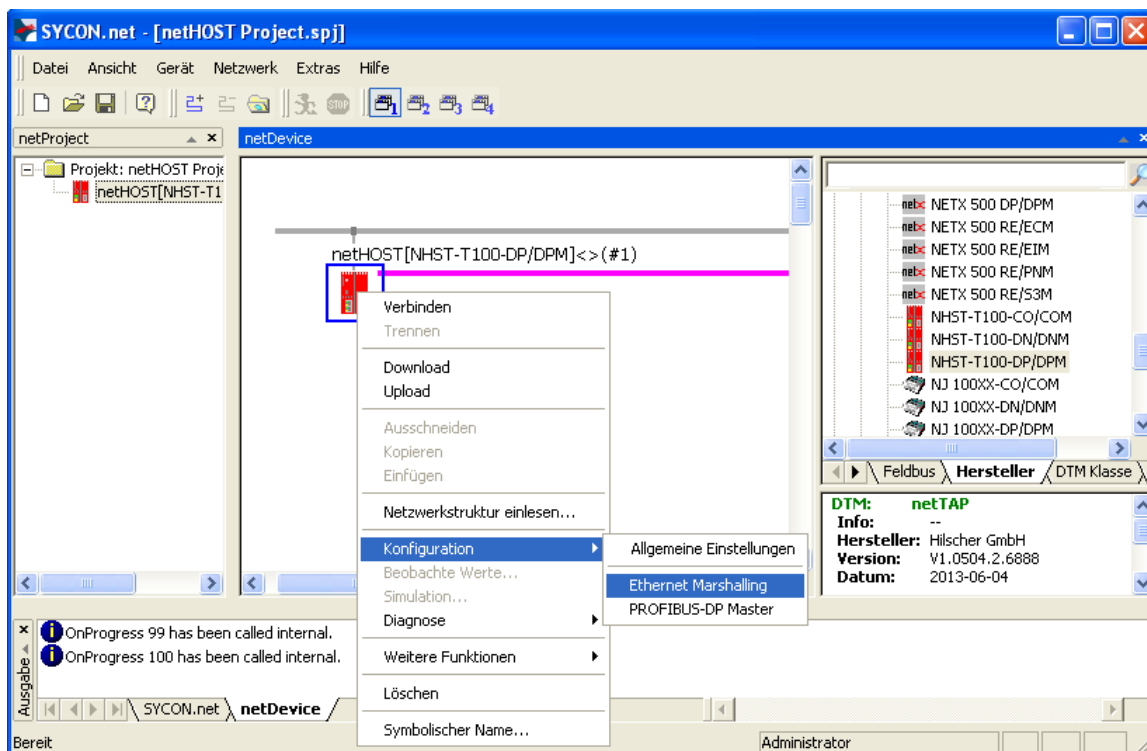 SYCON.net - [netHOST Project.spj]
Datei Ansicht Gerät Netzwerk Extras Hilfe
STOP 1 2 3 4
netProject
netDevice
Projekt: netHOST Proje
netHOST[NHST-T1
netHOST[NHST-T100-DP/DPM]<>(#1)
Verbinden
Trennen
Download
Upload
Ausschneiden
Kopieren
Einfügen
Netzwerkstruktur einlesen...
Konfiguration
Beobachte Werte...
Simulation...
Diagnose
Weitere Funktionen
Löschen
Symbolischer Name...
Allgemeine Einstellungen
Ethernet Marshalling
PROFIBUS-DP Master
NETX 500 DP/DPM
NETX 500 RE/ECM
NETX 500 RE/EIM
NETX 500 RE/PNM
NETX 500 RE/S3M
NHST-T100-CO/COM
NHST-T100-DN/DNM
NHST-T100-DP/DPM
NJ 100XX-CO/COM
NJ 100XX-DN/DNM
NJ 100XX-DP/DPM
Feldbus Hersteller DTM Klasse
DTM: netTAP
Info: --
Hersteller: Hilscher GmbH
Version: V1.0504.2.6888
Datum: 2013-06-04
Ausgabe
OnProgress 99 has been called internal.
OnProgress 100 has been called internal.
SYCON.net netDevice
Bereit
Administrator